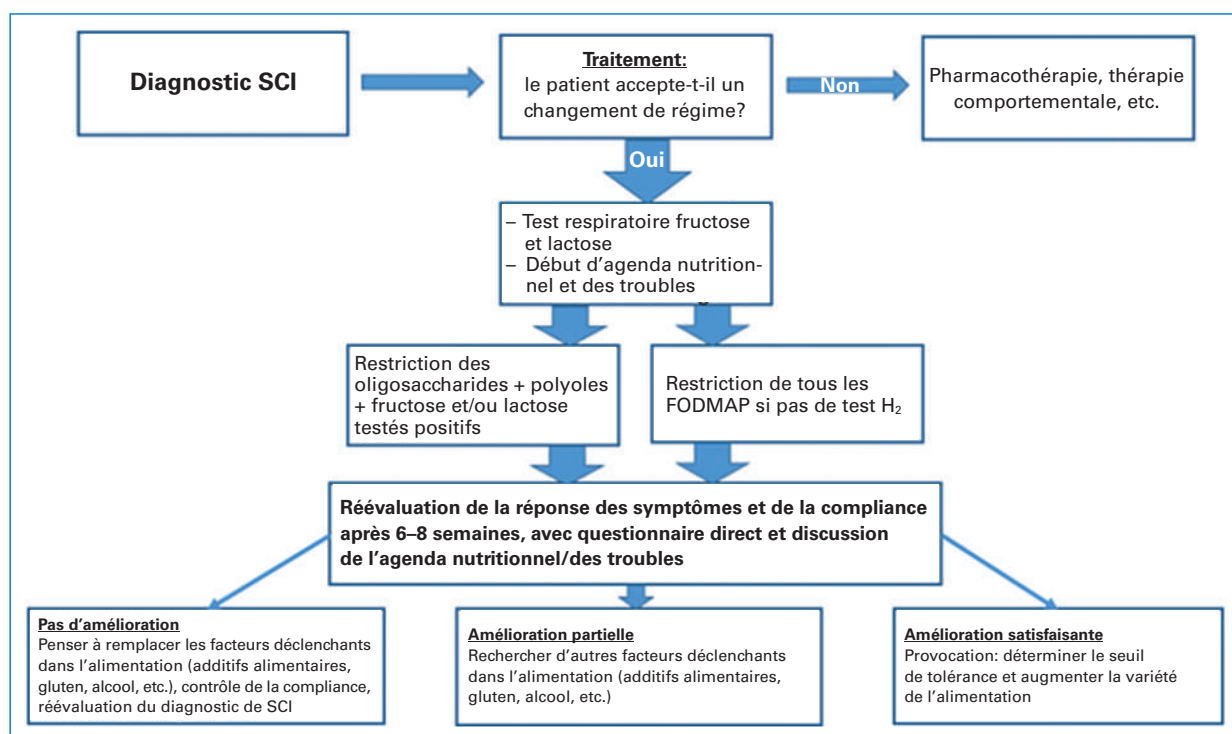 Diagnostic SCI
Traitement:
le patient accepte-t-il un
changement de régime?
Non
Pharmacothérapie, thérapie
comportementale, etc.
Oui
– Test respiratoire fructose
et lactose
– Début d’agenda nutrition-
nel et des troubles
Restriction des
oligosaccharides + polyoles
+ fructose et/ou lactose
testés positifs
Restriction de tous les
FODMAP si pas de test H₂
Réévaluation de la réponse des symptômes et de la compliance
après 6–8 semaines, avec questionnaire direct et discussion
de l’agenda nutritionnel/des troubles
Pas d’amélioration
Penser à remplacer les facteurs déclenchants
dans l’alimentation (additifs alimentaires,
gluten, alcool, etc.), contrôle de la compliance,
réévaluation du diagnostic de SCI
Amélioration partielle
Rechercher d’autres facteurs déclenchants
dans l’alimentation (additifs alimentaires,
gluten, alcool, etc.)
Amélioration satisfaisante
Provocation: déterminer le seuil
de tolérance et augmenter la variété
de l’alimentation